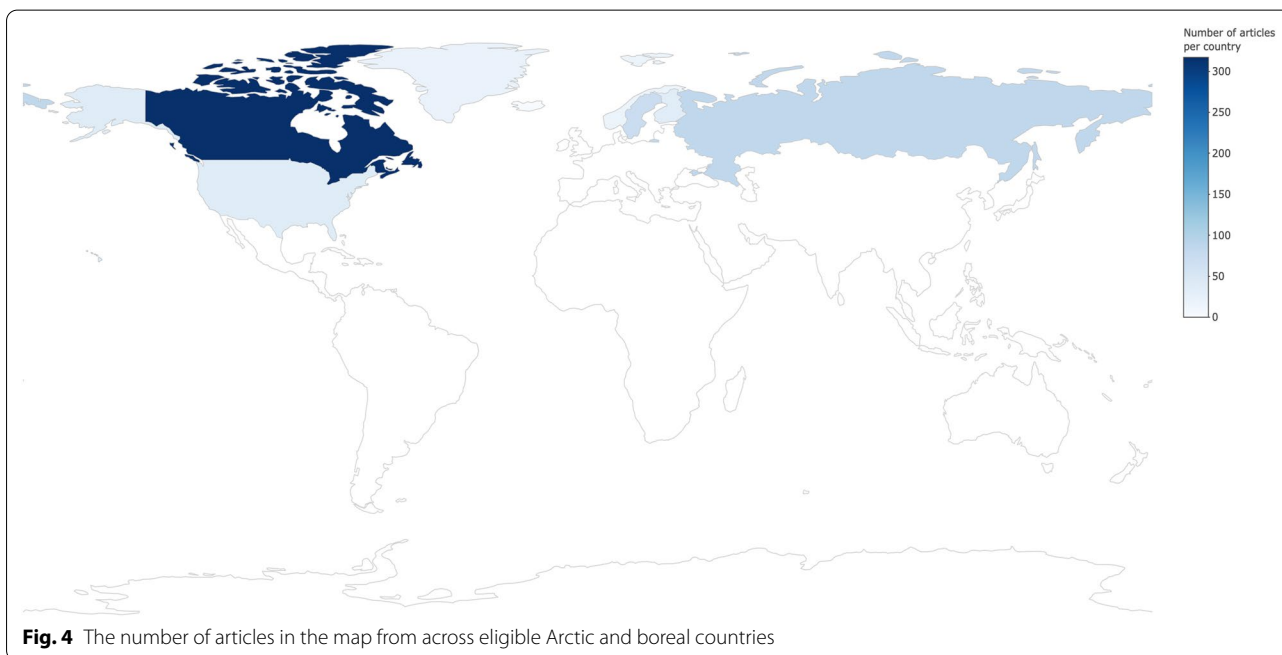 Number of articles
per country
300
250
200
150
100
50
0
Fig. 4 The number of articles in the map from across eligible Arctic and boreal countries